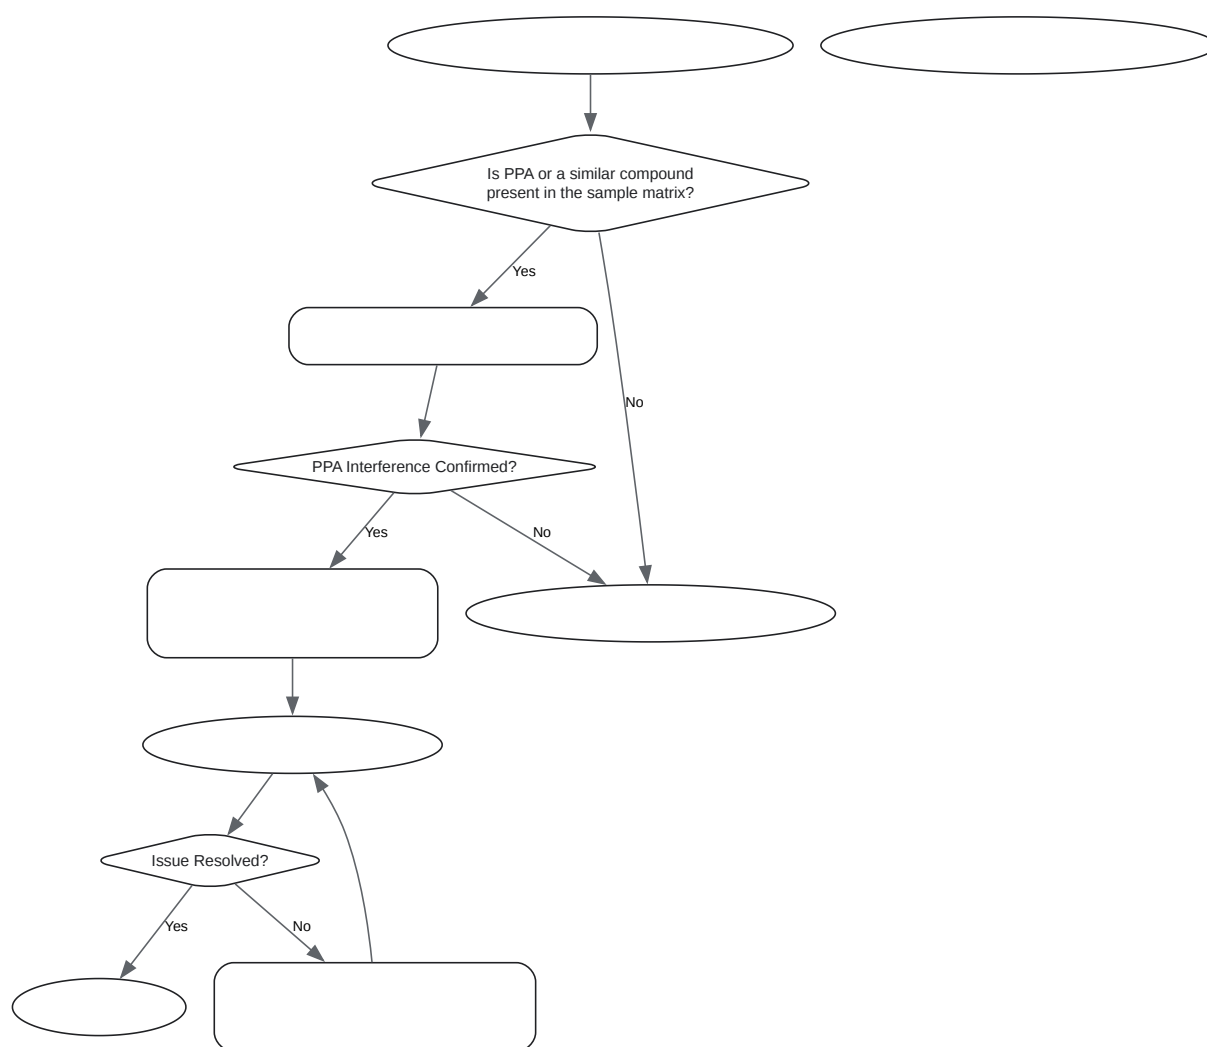 Is PPA or a similar compound
present in the sample matrix?
Yes
No
PPA Interference Confirmed?
Yes
No
Issue Resolved?
Yes
No